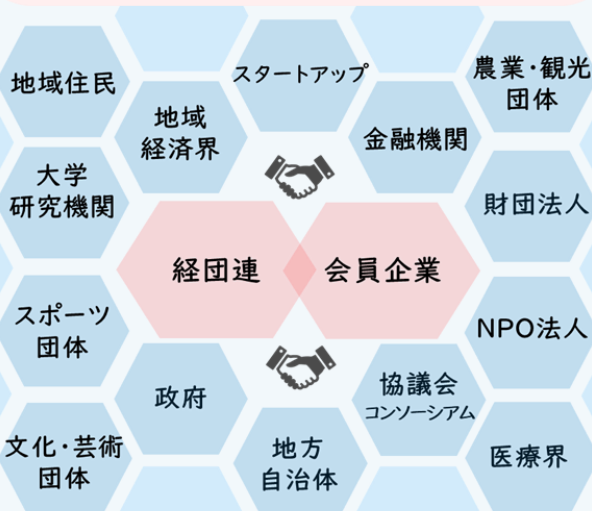 地域住民
スタートアップ
農業・観光
団体
地域
経済界
金融機関
大学
研究機関
財団法人
経団連
会員企業
スポーツ
団体
NPO法人
政府
協議会
コンソーシアム
文化・芸術
団体
地方
自治体
医療界